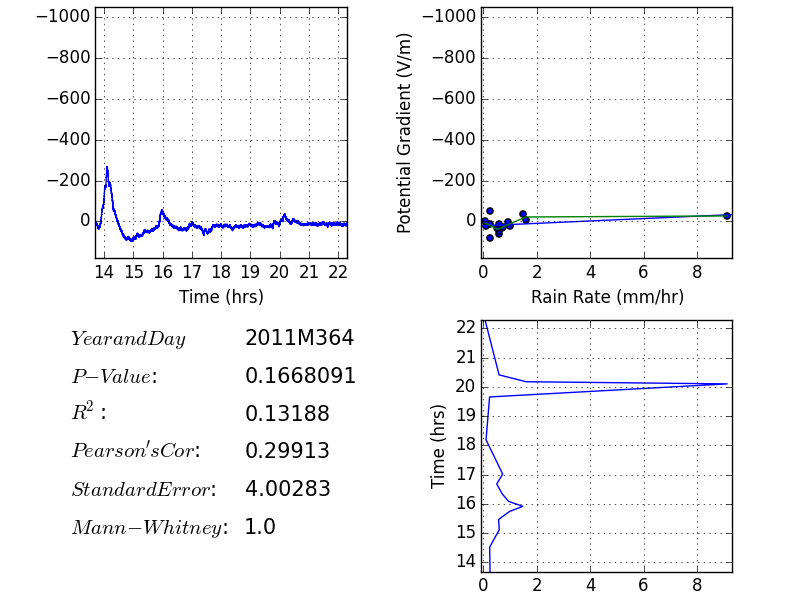 −1000
−800
−600
−400
−200
0
14 15 16 17 18 19 20 21 22
Time (hrs)
Potential Gradient (V/m)
−1000
−800
−600
−400
−200
0
0 2 4 6 8
Rain Rate (mm/hr)
YearandDay 2011M364
P−Value: 0.1668091
R²: 0.13188
Pearson'sCor: 0.29913
StandardError: 4.00283
Mann−Whitney: 1.0
Time (hrs)
22
21
20
19
18
17
16
15
14
0 2 4 6 8